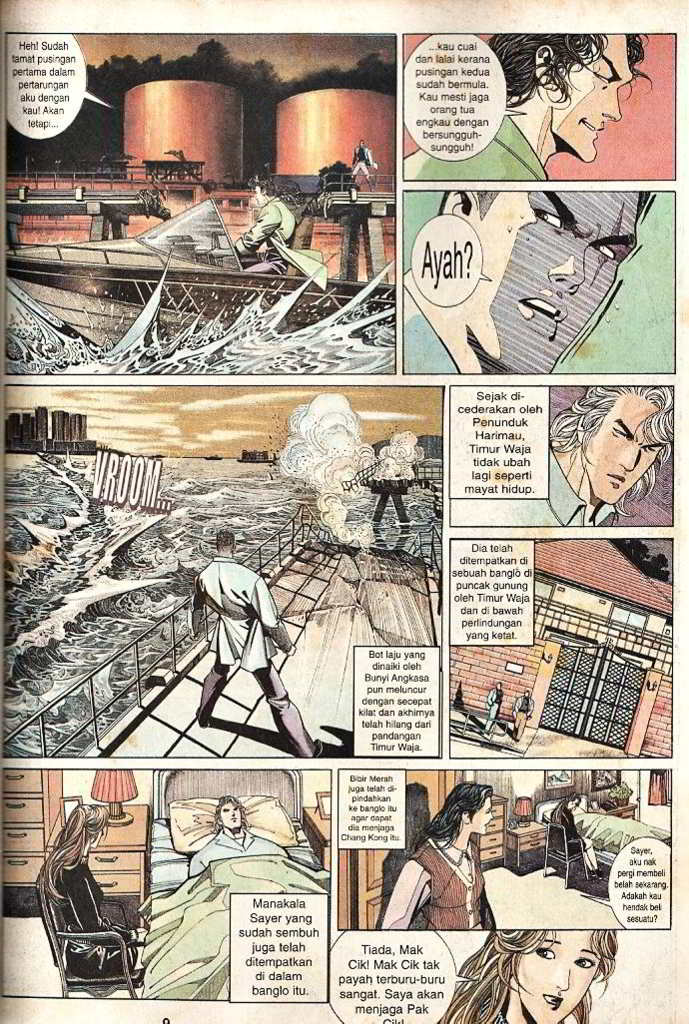 Heh! Sudah
tamat pusingan
pertama dalam
pertarungan
aku dengan
kau! Akan
tetapi...
...kau cuai
dan lalai kerana
pusingan kedua
sudah bermula.
Kau mesti jaga
orang tua
engkau dengan
bersungguh-
sungguh!
Ayah?
VROOM...
Bot laju yang
dinaiki oleh
Bunyi Angkasa
pun meluncur
dengan secepat
kilat dan akhirnya
telah hilang dari
pandangan
Timur Waja.
Sejak di-
cederakan oleh
Penunduk
Harimau,
Timur Waja
tidak ubah
lagi seperti
mayat hidup.
Dia telah
ditempatkan di
sebuah banglo di
puncak gunung
oleh Timur Waja
dan di bawah
perlindungan
yang ketat.
Manakala
Sayer yang
sudah sembuh
juga telah
ditempatkan
di dalam
banglo itu.
Bibir Merah
juga telah di-
pindahkan
ke banglo itu
agar dapat
dia menjaga
Chang Kong
itu.
Sayer,
aku nak
pergi membeli
belah sekarang.
Adakah kau
hendak beli
sesuatu?
Tiada, Mak
Cik! Mak Cik tak
payah terburu-buru
sangat. Saya akan
menjaga Pak
Cik!
9